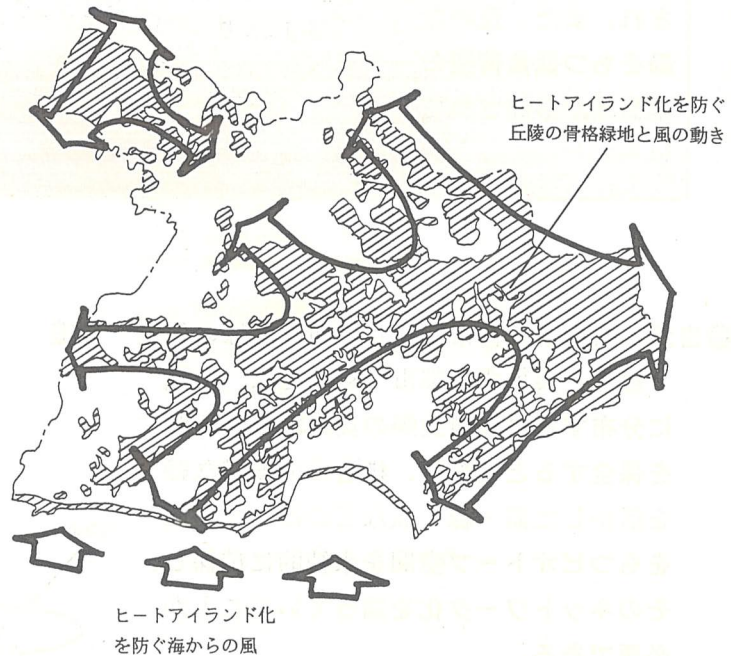 ヒートアイランド化を防ぐ
丘陵の骨格緑地と風の動き
ヒートアイランド化
を防ぐ海からの風